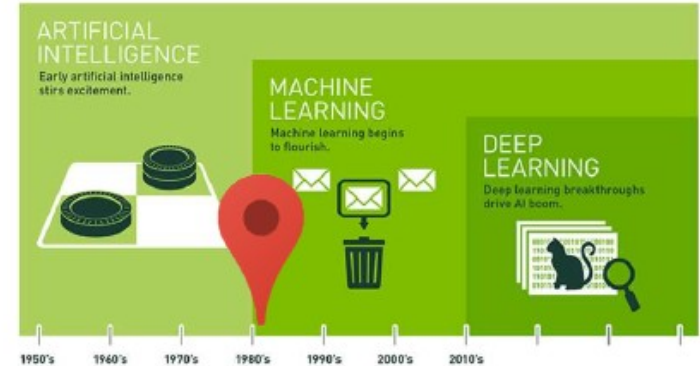 ARTIFICIAL
INTELLIGENCE
Early artificial intelligence
stirs excitement.
MACHINE
LEARNING
Machine learning begins
to flourish.
DEEP
LEARNING
Deep learning breakthroughs
drive AI boom.
1950's 1960's 1970's 1980's 1990's 2000's 2010's